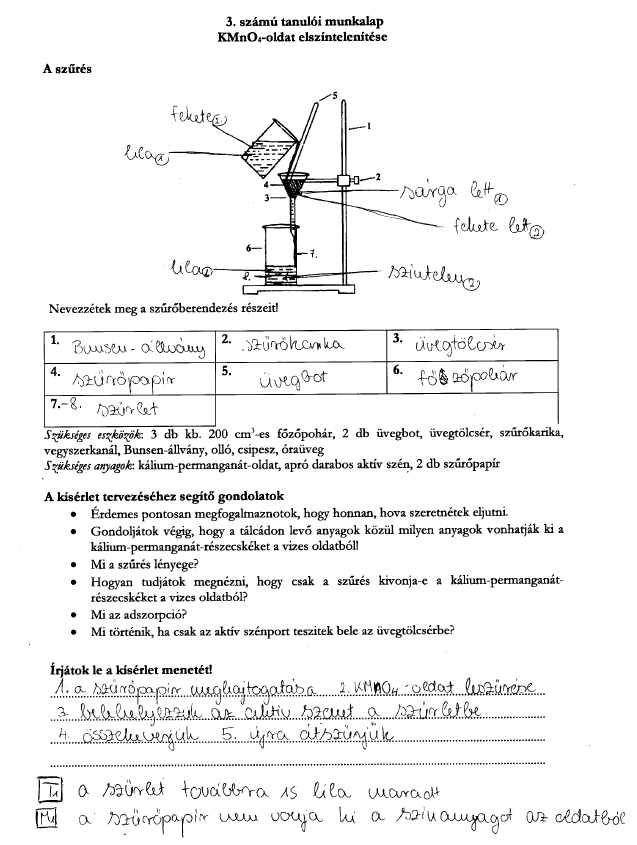 3. számú tanulói munkalap
KMnO₄-oldat elszíntelenítése
A szűrés
5
fekete②
1
lila①
2
4
3
sárga lett①
fekete lett②
6
7.
lila①
8.
színtelen②
Nevezzétek meg a szűrőberendezés részeit!
1. Bunsen-állvány 2. szűrőkarika 3. üvegtölcsér
4. szűrőpapír 5. üvegbot 6. főzőpohár
7.-8. szűrlet
Szükséges eszközök: 3 db kb. 200 cm³-es főzőpohár, 2 db üvegbot, üvegtölcsér, szűrőkarika,
vegyszerkanál, Bunsen-állvány, olló, csipesz, óraüveg
Szükséges anyagok: kálium-permanganát-oldat, apró darabos aktív szén, 2 db szűrőpapír
A kísérlet tervezéséhez segítő gondolatok
• Érdemes pontosan megfogalmaznotok, hogy honnan, hova szeretnétek eljutni.
• Gondoljátok végig, hogy a tálcádon levő anyagok közül milyen anyagok vonhatják ki a
kálium-permanganát-részecskéket a vizes oldatból!
• Mi a szűrés lényege?
• Hogyan tudjátok megnézni, hogy csak a szűrés kivonja-e a kálium-permanganát-
részecskéket a vizes oldatból?
• Mi az adszorpció?
• Mi történik, ha csak az aktív szénport teszitek bele az üvegtölcsérbe?
Írjátok le a kísérlet menetét!
1. a szűrőpapír meghajtogatása 2. KMnO₄-oldat leszűrése
3. belehelyezzük az aktív szenet a szűrletbe
4. összekeverjük 5. újra átszűrjük
T1 a szűrlet továbbra is lila maradt
M1 a szűrőpapír nem vonja ki a színanyagot az oldatból